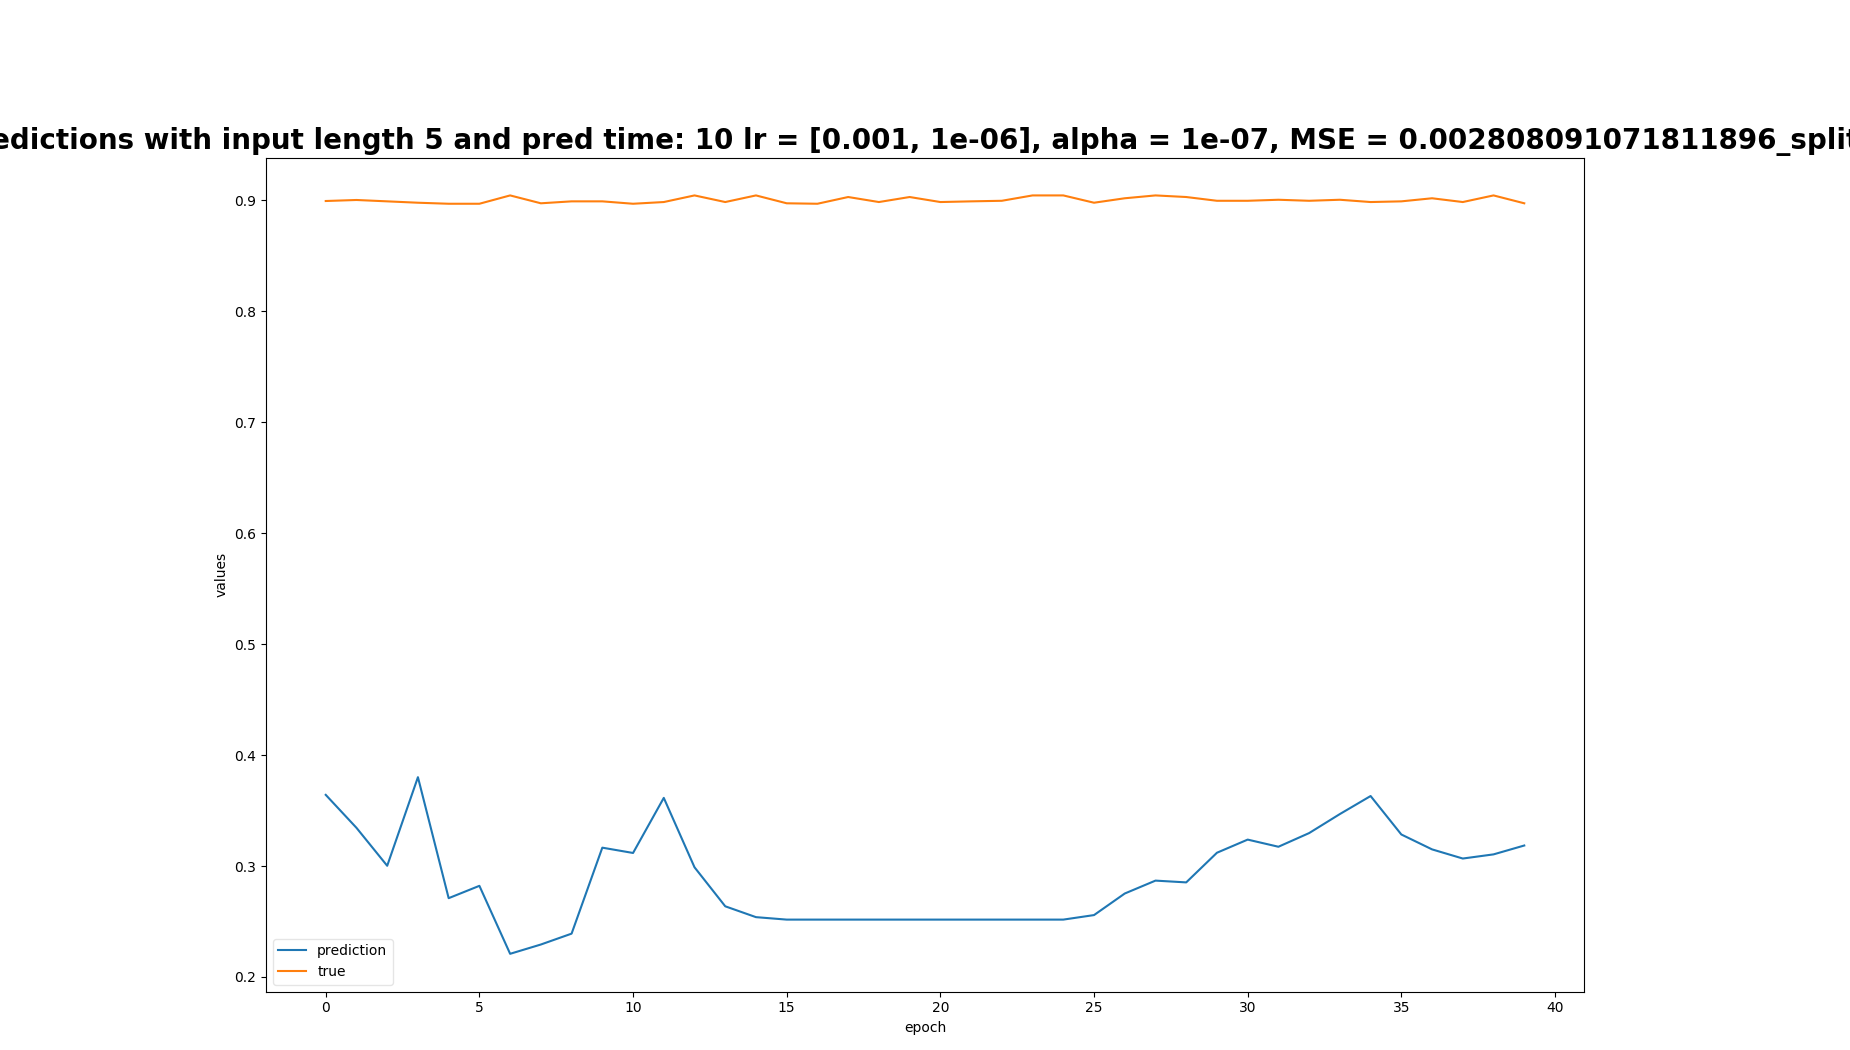 edictions with input length 5 and pred time: 10 lr = [0.001, 1e-06], alpha = 1e-07, MSE = 0.002808091071811896_split
0.9
0.8
0.7
0.6
0.5
0.4
0.3
0.2
values
prediction
true
0 5 10 15 20 25 30 35 40
epoch